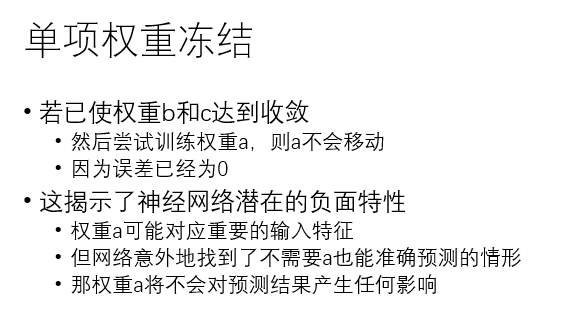 单项权重冻结
• 若已使权重b和c达到收敛
• 然后尝试训练权重a，则a不会移动
• 因为误差已经为0
• 这揭示了神经网络潜在的负面特性
• 权重a可能对应重要的输入特征
• 但网络意外地找到了不需要a也能准确预测的情形
• 那权重a将不会对预测结果产生任何影响